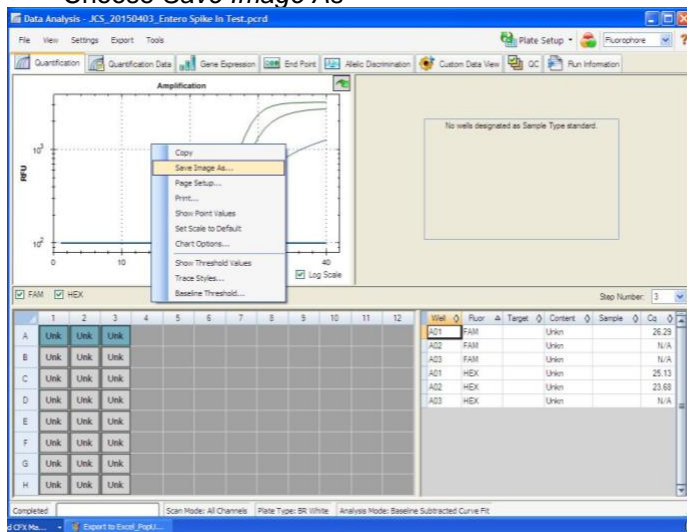 Choose Save Image As
Data Analysis - JCS_20150403_Entero Spike In Test.pcrd
File View Settings Export Tools
Plate Setup Fluorophore ?
Quantification Quantification Data Gene Expression End Point Allelic Discrimination Custom Data View QC Run Information
Amplification
10^3
RFU
10^2
0 10 40
Log Scale
Copy
Save Image As...
Page Setup...
Print...
Show Point Values
Set Scale to Default
Chart Options...
Show Threshold Values
Trace Styles...
Baseline Threshold...
No wells designated as Sample Type standard.
FAM HEX
Step Number: 3
1 2 3 4 5 6 7 8 9 10 11 12
A Unk Unk Unk
B Unk Unk Unk
C Unk Unk Unk
D Unk Unk Unk
E Unk Unk Unk
F Unk Unk Unk
G Unk Unk Unk
H Unk Unk Unk
Well Fluor Target Content Sample Cq
A01 FAM Unkn 26.29
A02 FAM Unkn N/A
A03 FAM Unkn N/A
A01 HEX Unkn 25.13
A02 HEX Unkn 23.68
A03 HEX Unkn N/A
Completed Scan Mode: All Channels Plate Type: BR White Analysis Mode: Baseline Subtracted Curve Fit
d CFX Ma... Export to Excel_PopU...